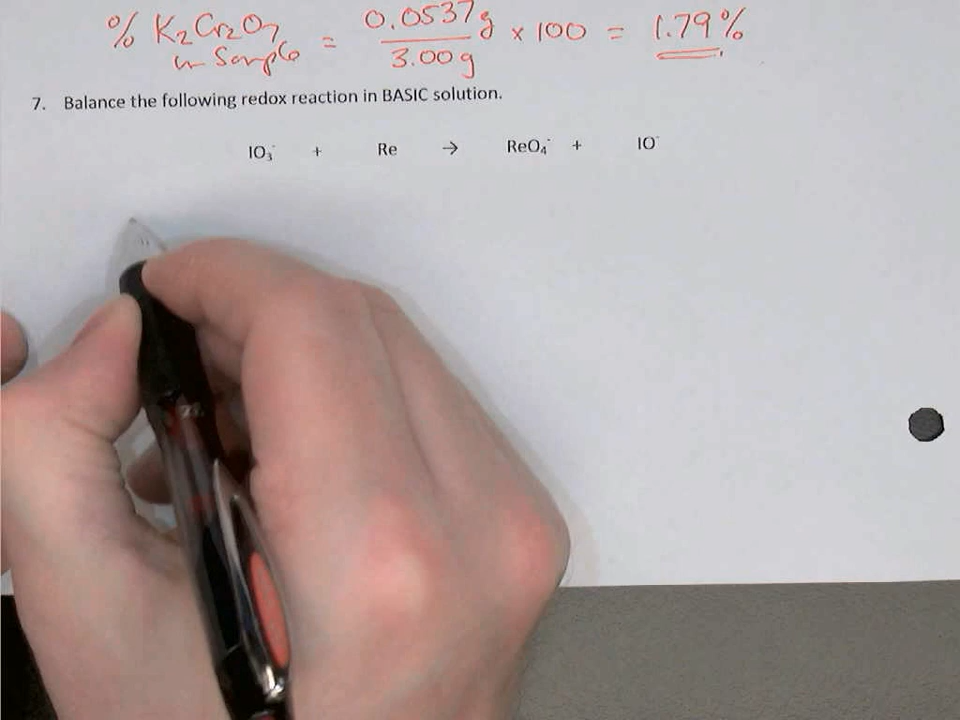 % K₂Cr₂O₇ in Sample = 0.0537g / 3.00g x 100 = 1.79%
7. Balance the following redox reaction in BASIC solution.
IO₃⁻ + Re → ReO₄⁻ + IO⁻